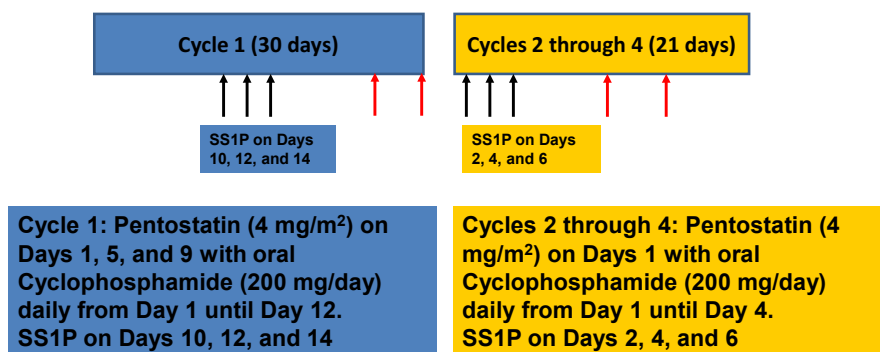 Cycle 1 (30 days)
Cycles 2 through 4 (21 days)
SS1P on Days
10, 12, and 14
SS1P on Days
2, 4, and 6
Cycle 1: Pentostatin (4 mg/m²) on
Days 1, 5, and 9 with oral
Cyclophosphamide (200 mg/day)
daily from Day 1 until Day 12.
SS1P on Days 10, 12, and 14
Cycles 2 through 4: Pentostatin (4
mg/m²) on Days 1 with oral
Cyclophosphamide (200 mg/day)
daily from Day 1 until Day 4.
SS1P on Days 2, 4, and 6